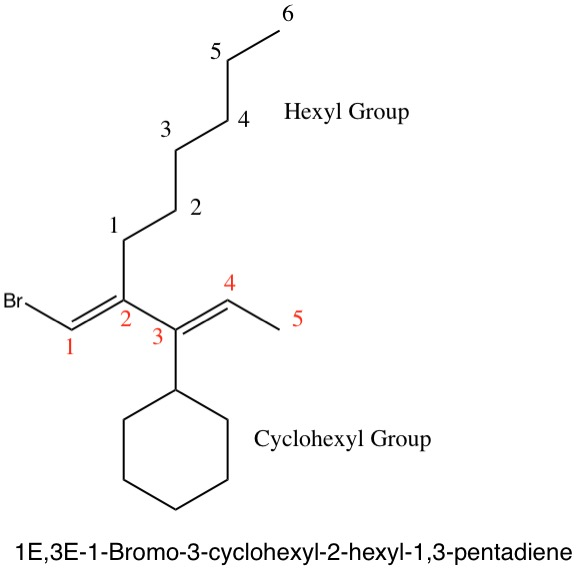 6
5
Hexyl Group
4
3
2
1
4
Br
2
5
3
1
Cyclohexyl Group
1E,3E-1-Bromo-3-cyclohexyl-2-hexyl-1,3-pentadiene